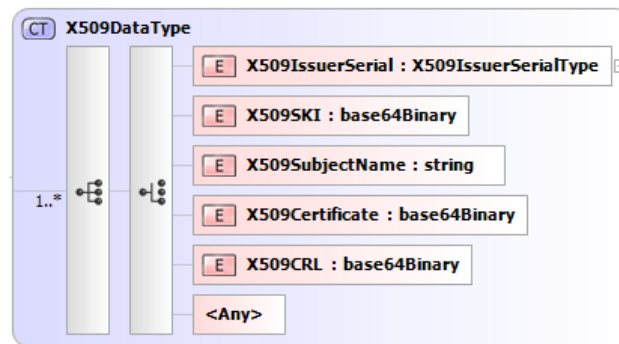 CT X509DataType
E X509IssuerSerial : X509IssuerSerialType
E X509SKI : base64Binary
E X509SubjectName : string
1..*
E X509Certificate : base64Binary
E X509CRL : base64Binary
<Any>